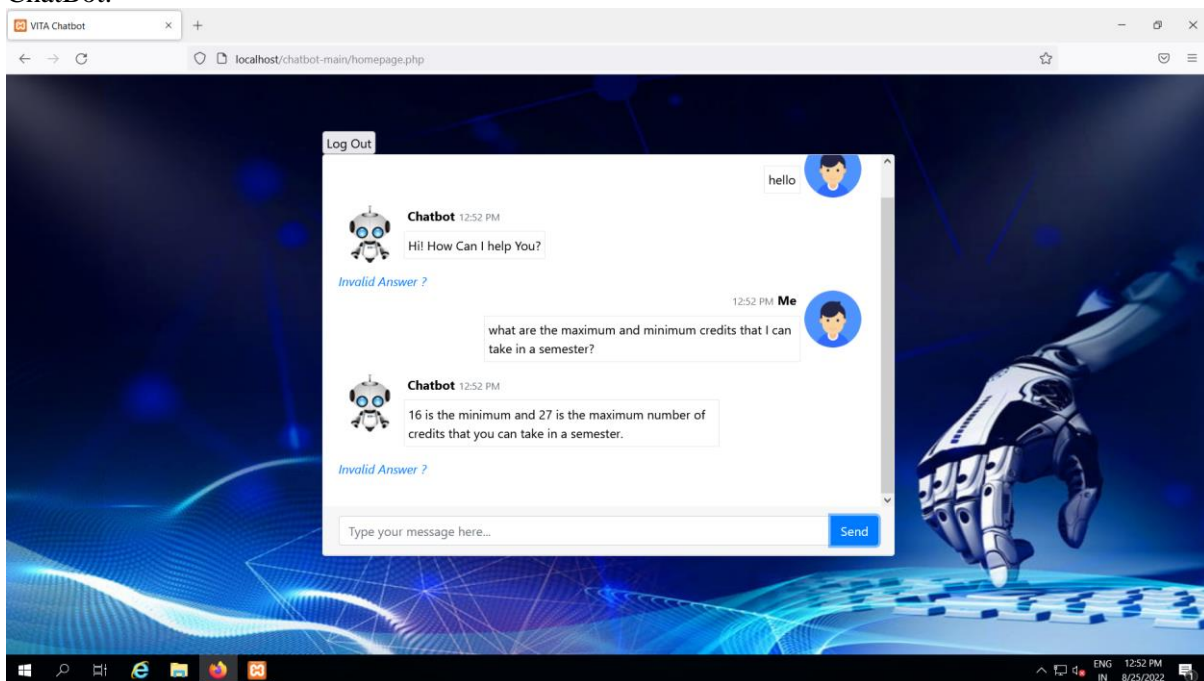 ChatBot.
VITA Chatbot
localhost/chatbot-main/homepage.php
Log Out
hello
Chatbot 12:52 PM
Hi! How Can I help You?
Invalid Answer ?
12:52 PM Me
what are the maximum and minimum credits that I can
take in a semester?
Chatbot 12:52 PM
16 is the minimum and 27 is the maximum number of
credits that you can take in a semester.
Invalid Answer ?
Type your message here...
Send
ENG 12:52 PM
IN 8/25/2022